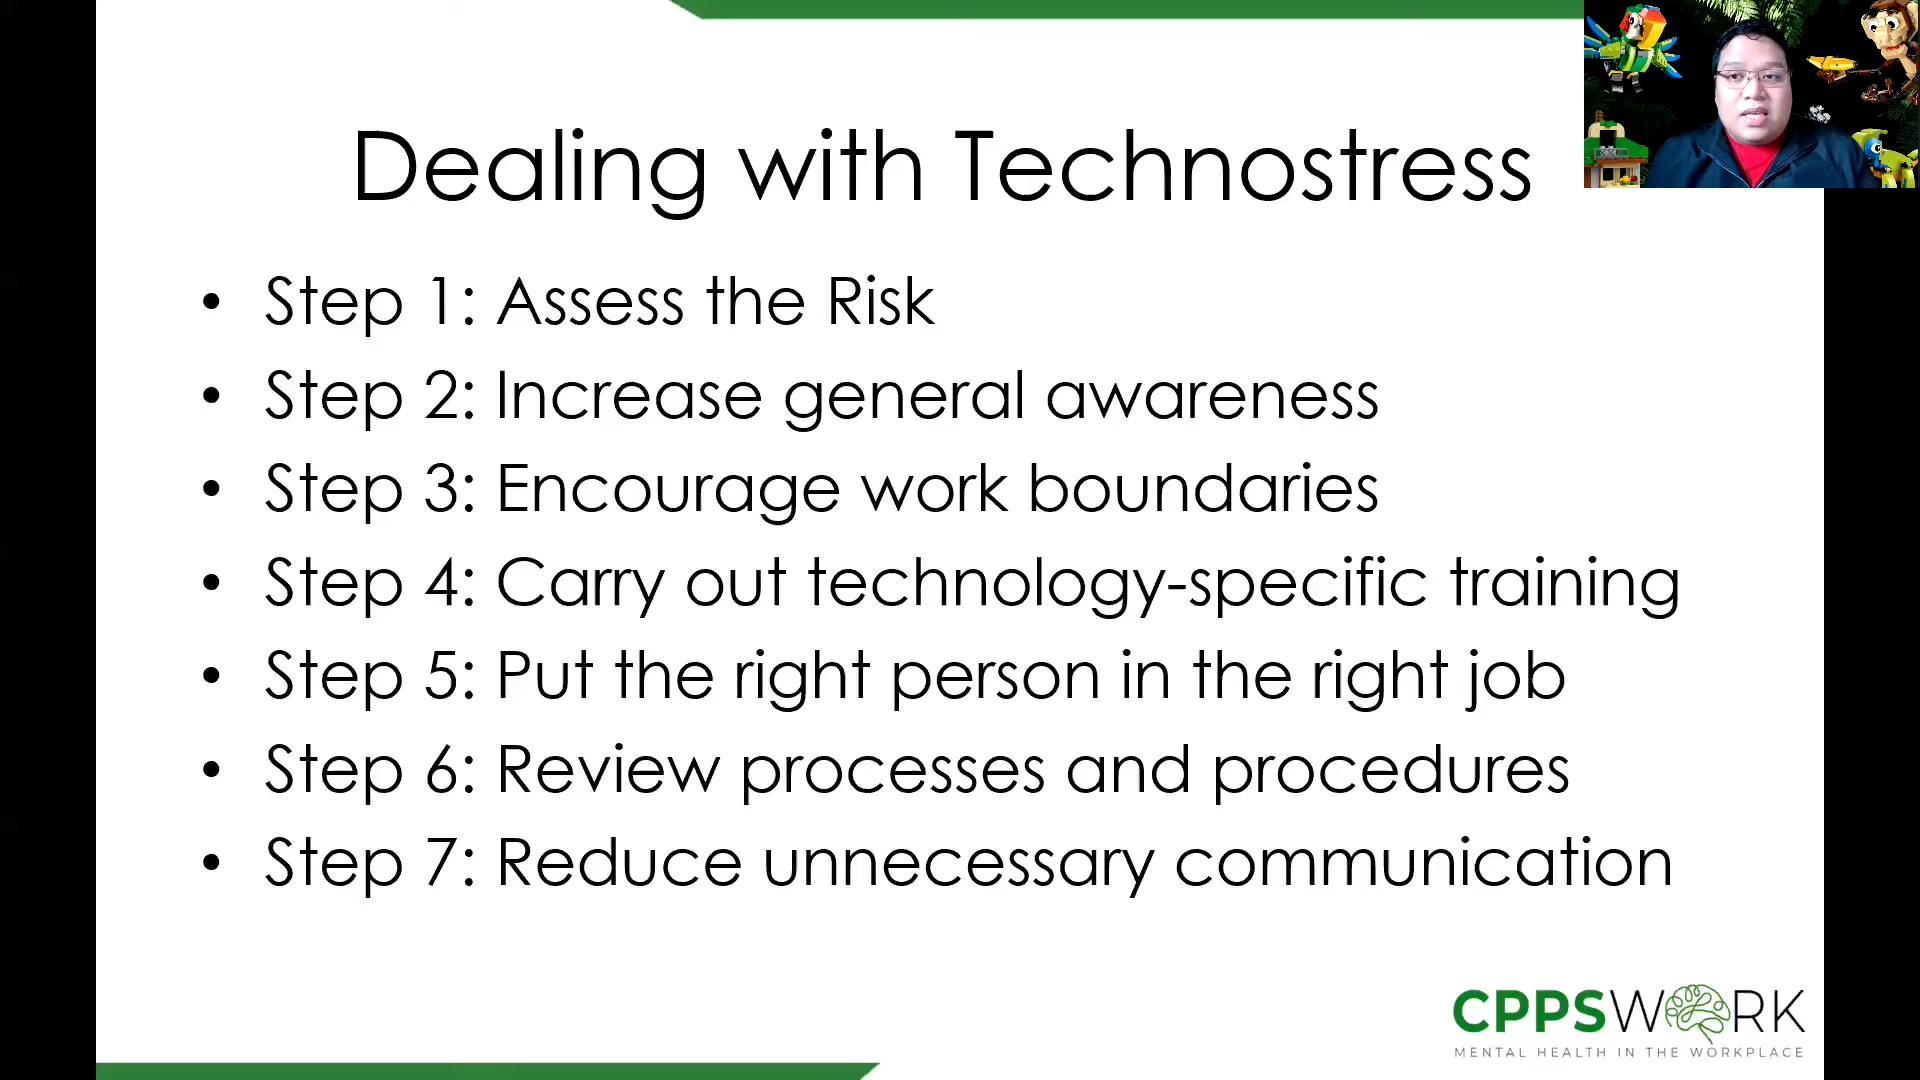 Dealing with Technostress
• Step 1: Assess the Risk
• Step 2: Increase general awareness
• Step 3: Encourage work boundaries
• Step 4: Carry out technology-specific training
• Step 5: Put the right person in the right job
• Step 6: Review processes and procedures
• Step 7: Reduce unnecessary communication
CPPSWORK
MENTAL HEALTH IN THE WORKPLACE